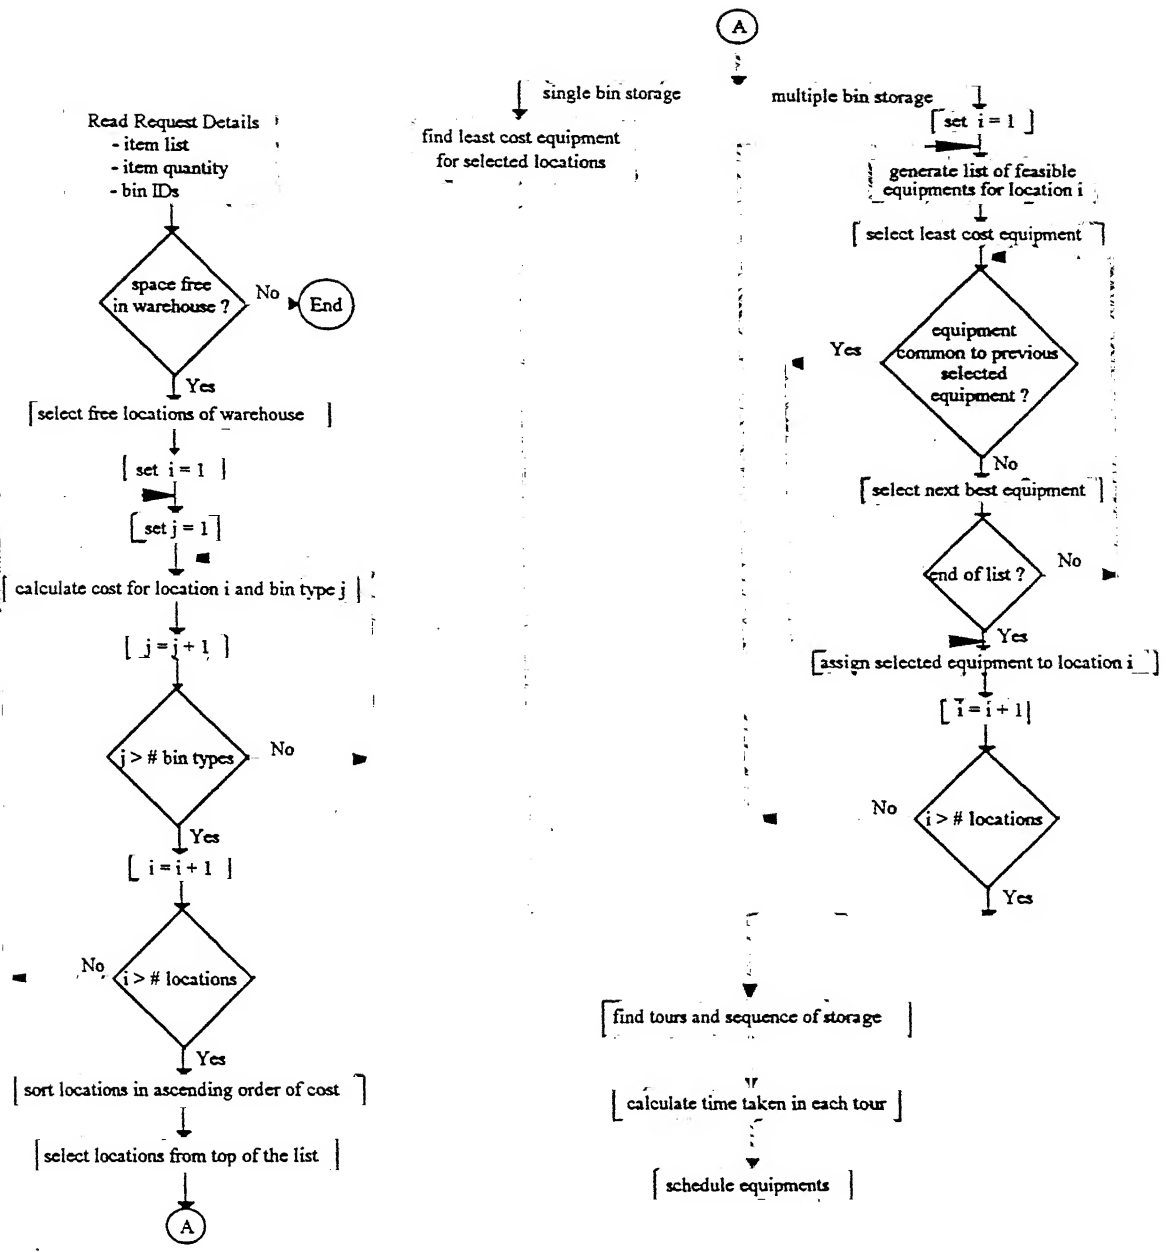 Read Request Details
- item list
- item quantity
- bin IDs
space free
in warehouse ?
No
End
Yes
select free locations of warehouse
set i = 1
set j = 1
calculate cost for location i and bin type j
j = j + 1
j > # bin types
No
Yes
i = i + 1
i > # locations
No
Yes
sort locations in ascending order of cost
select locations from top of the list
A
A
single bin storage
multiple bin storage
find least cost equipment
for selected locations
set i = 1
generate list of feasible
equipments for location i
select least cost equipment
equipment
common to previous
selected
equipment ?
Yes
No
select next best equipment
end of list ?
No
Yes
assign selected equipment to location i
i = i + 1
i > # locations
No
Yes
find tours and sequence of storage
calculate time taken in each tour
schedule equipments